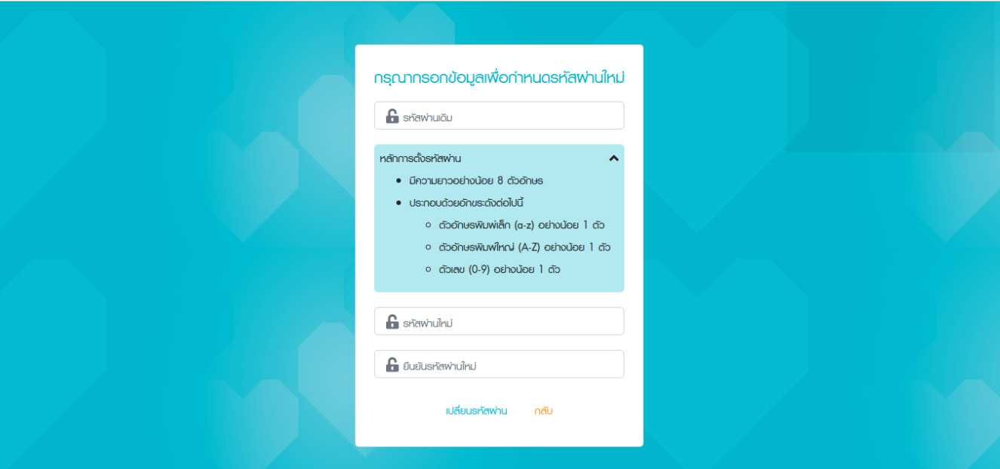 กรุณากรอกข้อมูลเพื่อกำหนดรหัสผ่านใหม่
รหัสผ่านเดิม
หลักการตั้งรหัสผ่าน
มีความยาวอย่างน้อย 8 ตัวอักษร
ประกอบด้วยอักขระดังต่อไปนี้
ตัวอักษรพิมพ์เล็ก (a-z) อย่างน้อย 1 ตัว
ตัวอักษรพิมพ์ใหญ่ (A-Z) อย่างน้อย 1 ตัว
ตัวเลข (0-9) อย่างน้อย 1 ตัว
รหัสผ่านใหม่
ยืนยันรหัสผ่านใหม่
เปลี่ยนรหัสผ่าน กลับ